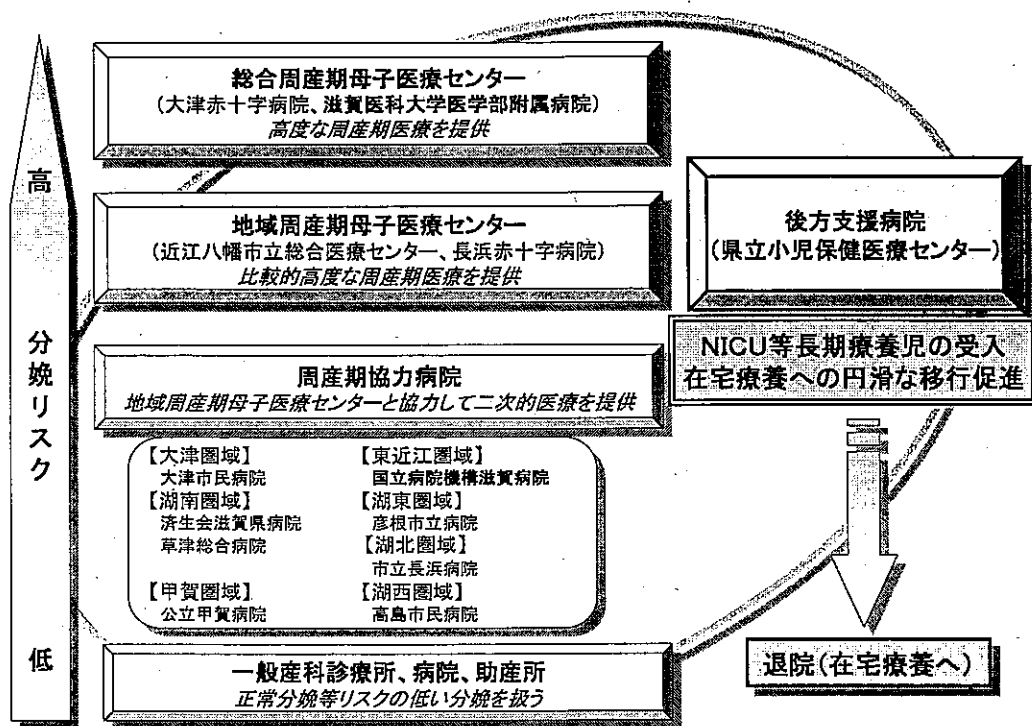 高
分娩リスク
低
総合周産期母子医療センター
(大津赤十字病院、滋賀医科大学医学部附属病院)
高度な周産期医療を提供
地域周産期母子医療センター
(近江八幡市立総合医療センター、長浜赤十字病院)
比較的高度な周産期医療を提供
周産期協力病院
地域周産期母子医療センターと協力して二次的医療を提供
【大津圏域】
大津市民病院
【湖南圏域】
済生会滋賀県病院
草津総合病院
【甲賀圏域】
公立甲賀病院
【東近江圏域】
国立病院機構滋賀病院
【湖東圏域】
彦根市立病院
【湖北圏域】
市立長浜病院
【湖西圏域】
高島市民病院
一般産科診療所、病院、助産所
正常分娩等リスクの低い分娩を扱う
後方支援病院
(県立小児保健医療センター)
NICU等長期療養児の受入
在宅療養への円滑な移行促進
退院(在宅療養へ)